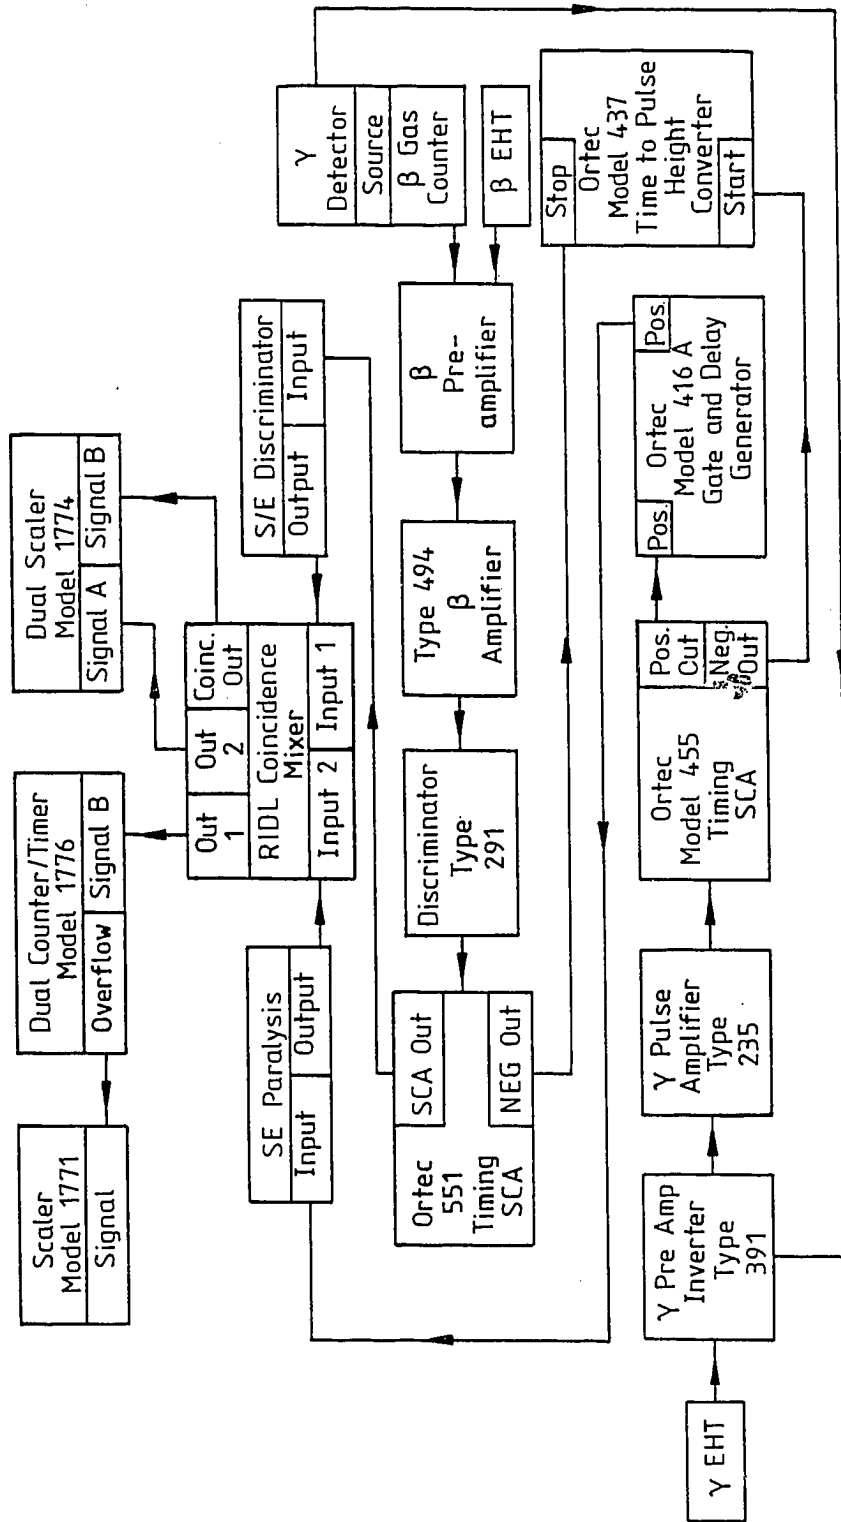 Scaler
Model 1771
Signal
Dual Counter/Timer
Model 1776
Overflow
Signal B
Dual Scaler
Model 1774
Signal A
Signal B
SE Paralysis
Input
Output
Out
1
Out
2
Coinc.
Out
RIDL Coincidence
Mixer
Input 2
Input 1
S/E Discriminator
Output
Input
γ
Detector
Source
β Gas
Counter
β EHT
Ortec
551
Timing
SCA
SCA Out
NEG Out
Discriminator
Type
291
Type 494
β
Amplifier
β
Pre-
amplifier
Stop
Ortec
Model 437
Time to Pulse
Height
Converter
Start
γ EHT
γ Pre Amp
Inverter
Type
391
γ Pulse
Amplifier
Type
235
Ortec
Model 455
Timing
SCA
Pos.
Cut
Neg.
Out
Pos.
Ortec
Model 416 A
Gate and Delay
Generator
Pos.